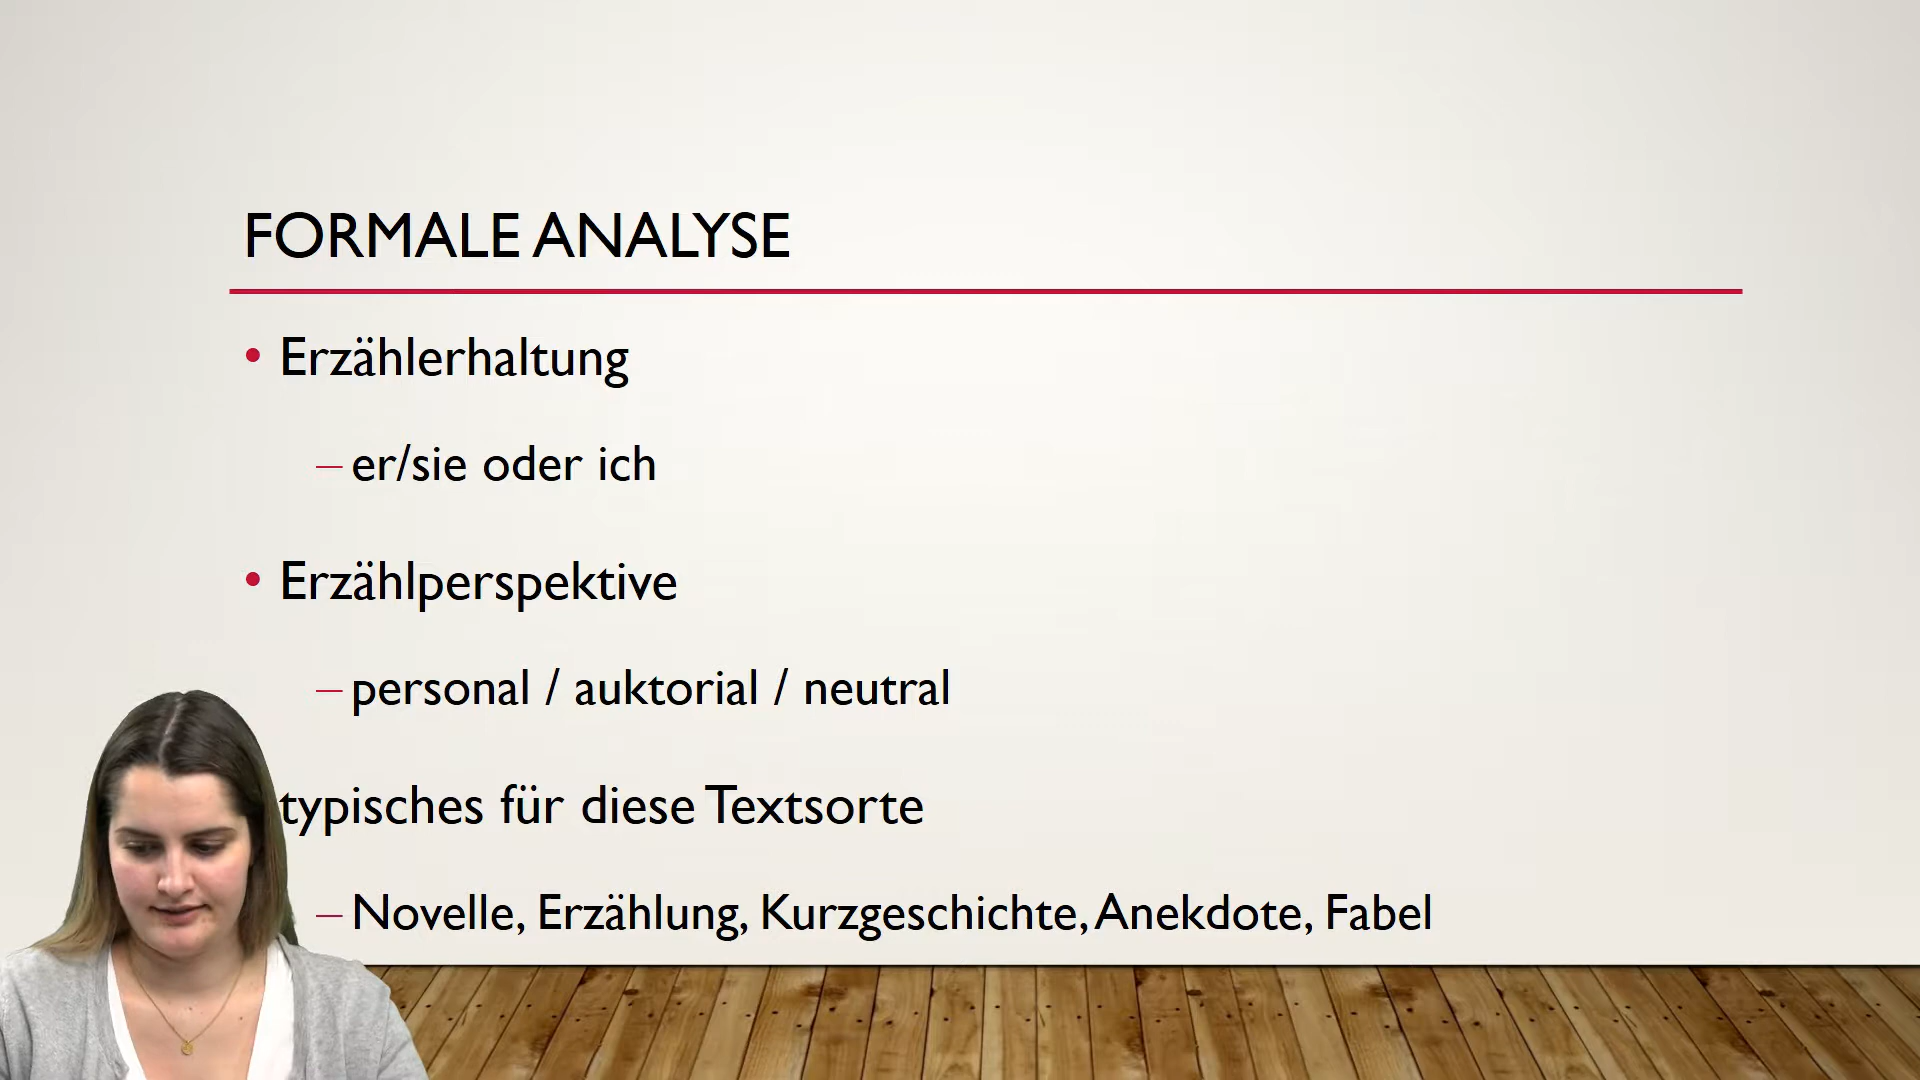 FORMALE ANALYSE
• Erzählerhaltung
– er/sie oder ich
• Erzählperspektive
– personal / auktorial / neutral
typisches für diese Textsorte
– Novelle, Erzählung, Kurzgeschichte, Anekdote, Fabel